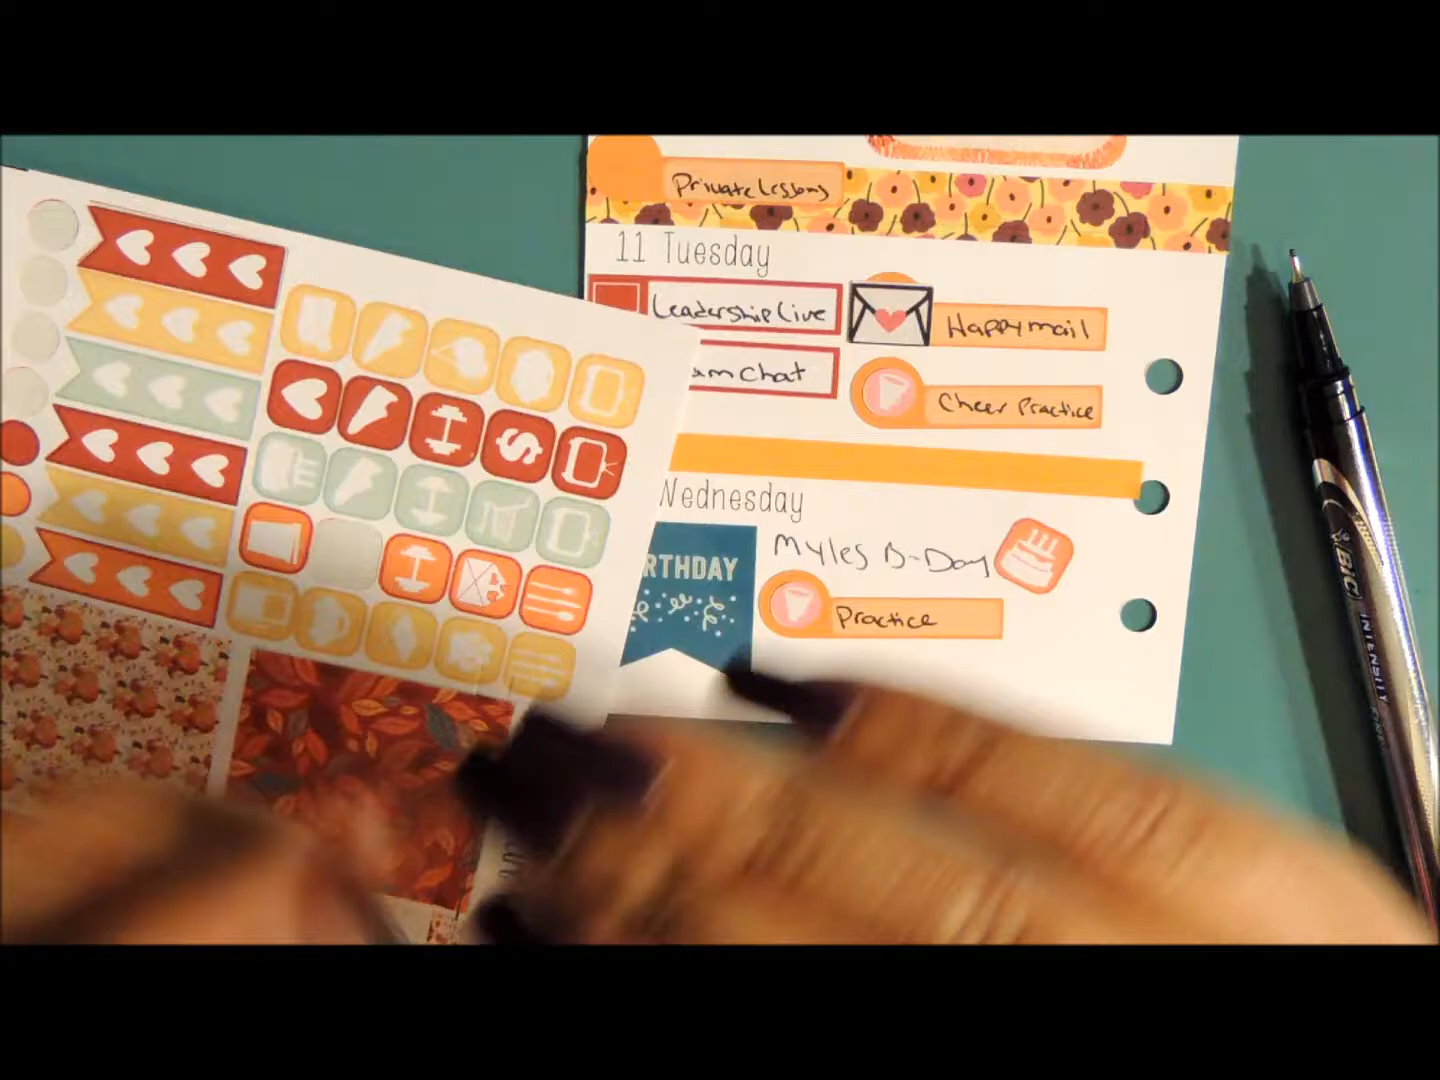 Private Lessons
11 Tuesday
Leadership Live
Happy mail
Chat
Cheer Practice
Wednesday
RTHDAY
Myles B-Day
Practice
BIC
INTENSITY